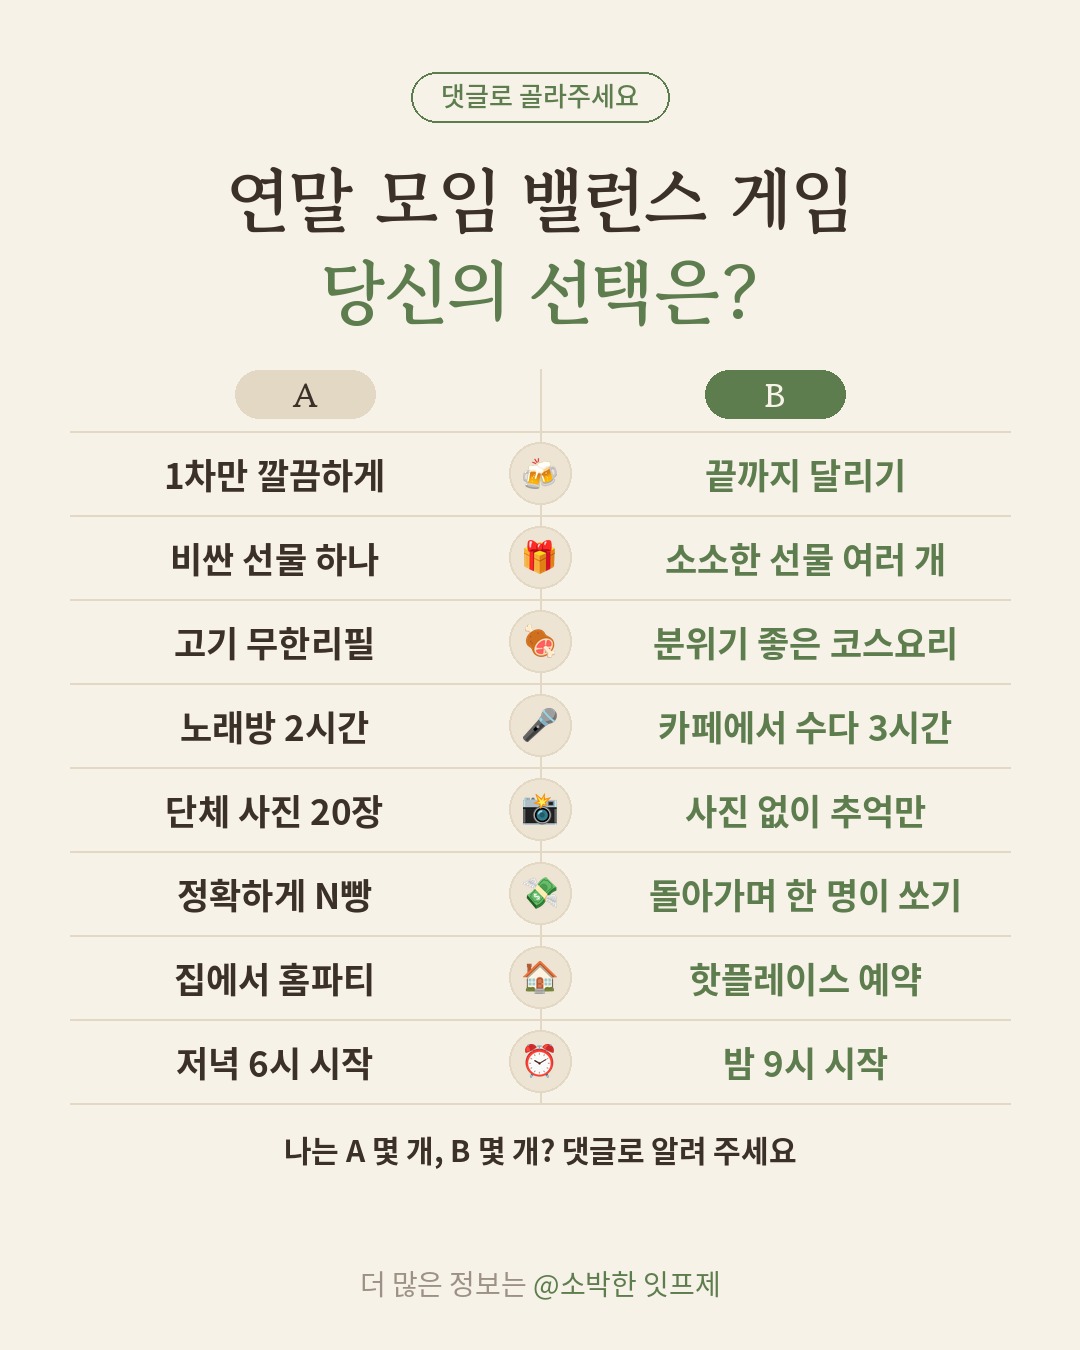 댓글로 골라주세요
연말 모임 밸런스 게임
당신의 선택은?
A B
1차만 깔끔하게 끝까지 달리기
비싼 선물 하나 소소한 선물 여러 개
고기 무한리필 분위기 좋은 코스요리
노래방 2시간 카페에서 수다 3시간
단체 사진 20장 사진 없이 추억만
정확하게 N빵 돌아가며 한 명이 쏘기
집에서 홈파티 핫플레이스 예약
저녁 6시 시작 밤 9시 시작
나는 A 몇 개, B 몇 개? 댓글로 알려 주세요
더 많은 정보는 @소박한 잇프제